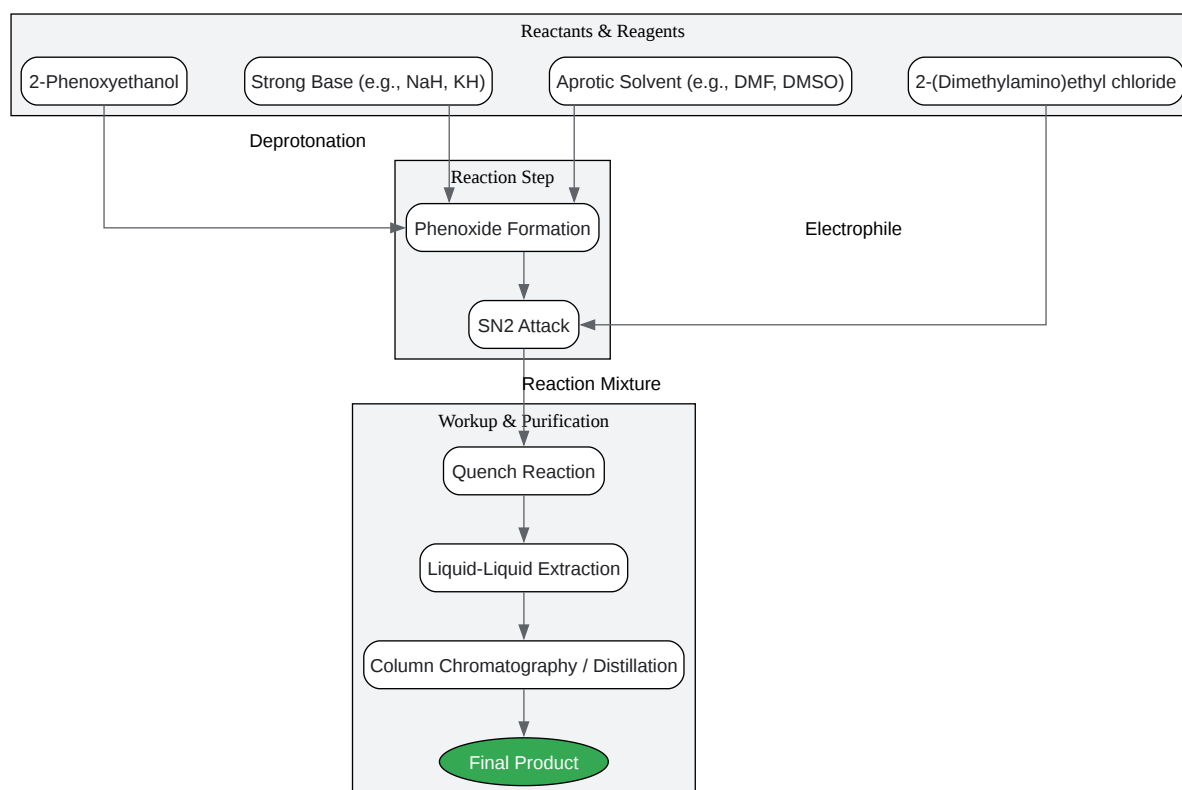 Reactants & Reagents
2-Phenoxyethanol
Strong Base (e.g., NaH, KH)
Aprotic Solvent (e.g., DMF, DMSO)
2-(Dimethylamino)ethyl chloride
Deprotonation
Reaction Step
Phenoxide Formation
Electrophile
SN2 Attack
Reaction Mixture
Workup & Purification
Quench Reaction
Liquid-Liquid Extraction
Column Chromatography / Distillation
Final Product